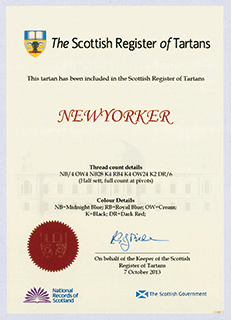 The Scottish Register of Tartans
This tartan has been included in the Scottish Register of Tartans
NEWYORKER
Thread count details
NB/4 OW4 NB28 K4 RB4 K4 OW24 K2 DR/6
(Half sett, full count at pivots)
Colour Details
NB=Midnight Blue; RB=Royal Blue; OW=Cream;
K=Black; DR=Dark Red;
On behalf of the Keeper of the Scottish
Register of Tartans
7 October 2013
National
Records of
Scotland
The Scottish Government